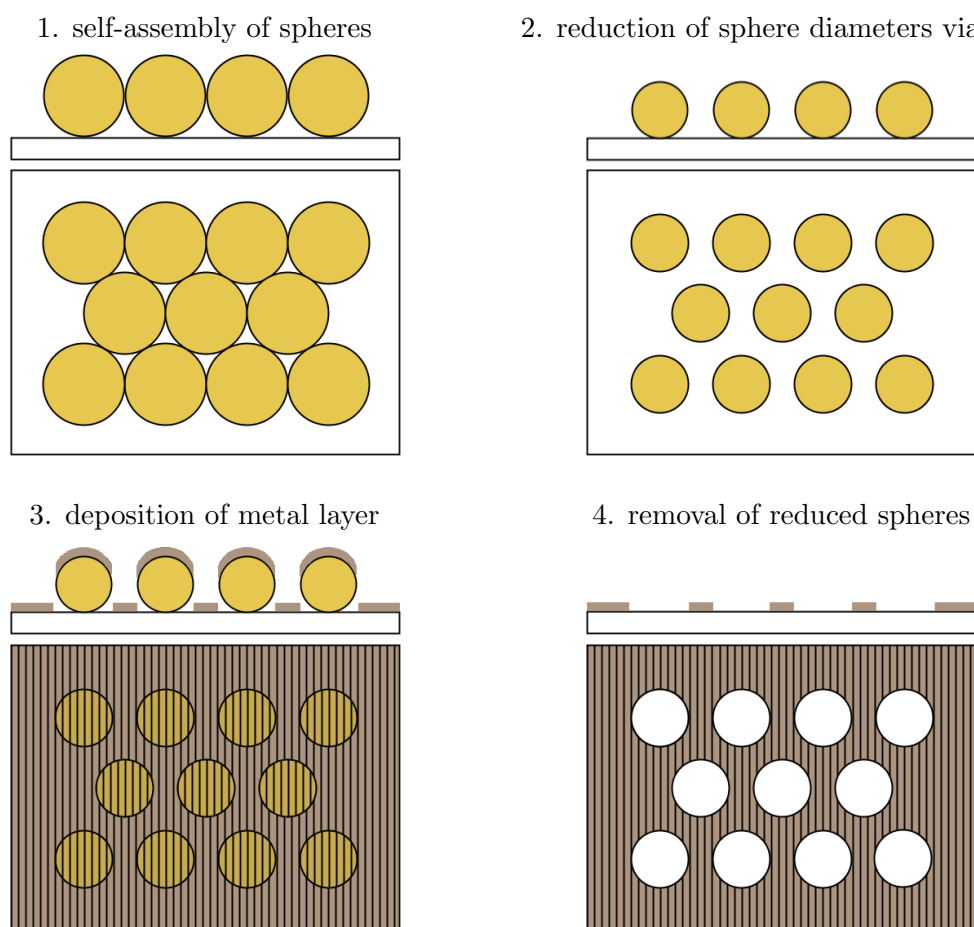 1. self-assembly of spheres
2. reduction of sphere diameters via
3. deposition of metal layer
4. removal of reduced spheres